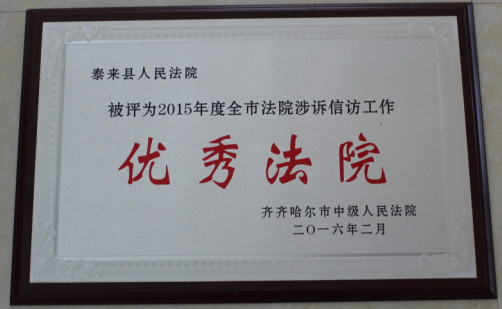 泰来县人民法院
被评为2015年度全市法院涉诉信访工作
优秀法院
齐齐哈尔市中级人民法院
二〇一六年二月